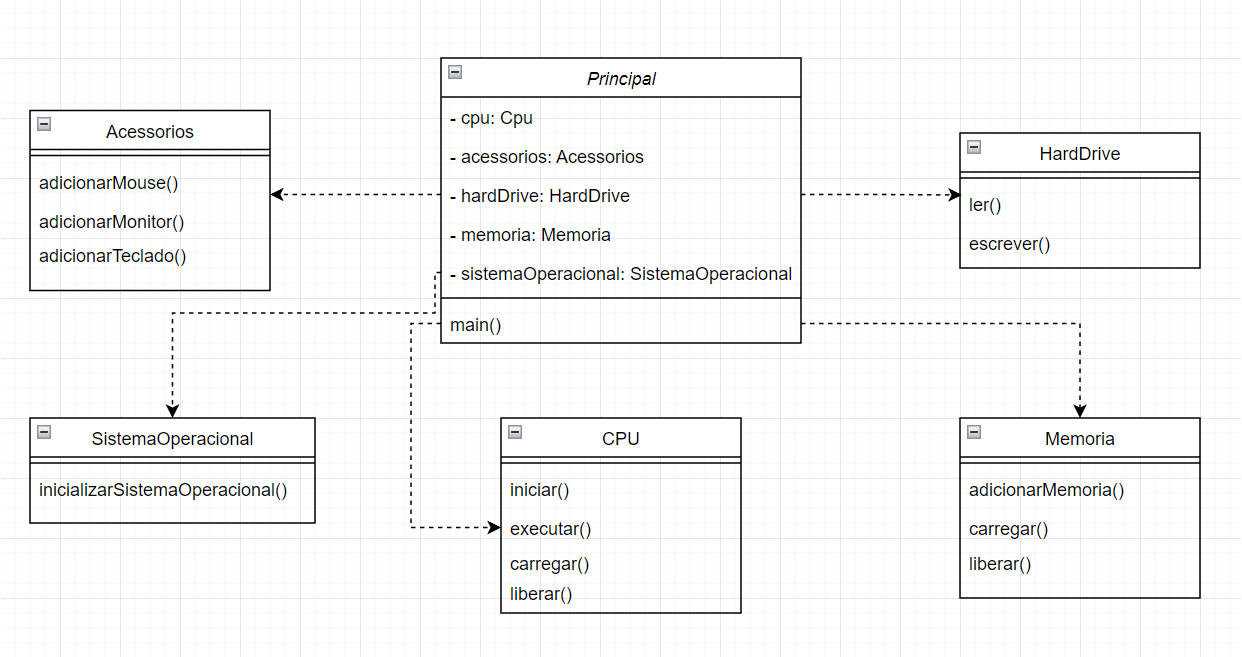 Principal
- cpu: Cpu
- acessorios: Acessorios
- hardDrive: HardDrive
- memoria: Memoria
- sistemaOperacional: SistemaOperacional
main()
Acessorios
adicionarMouse()
adicionarMonitor()
adicionarTeclado()
HardDrive
ler()
escrever()
SistemaOperacional
inicializarSistemaOperacional()
CPU
iniciar()
executar()
carregar()
liberar()
Memoria
adicionarMemoria()
carregar()
liberar()